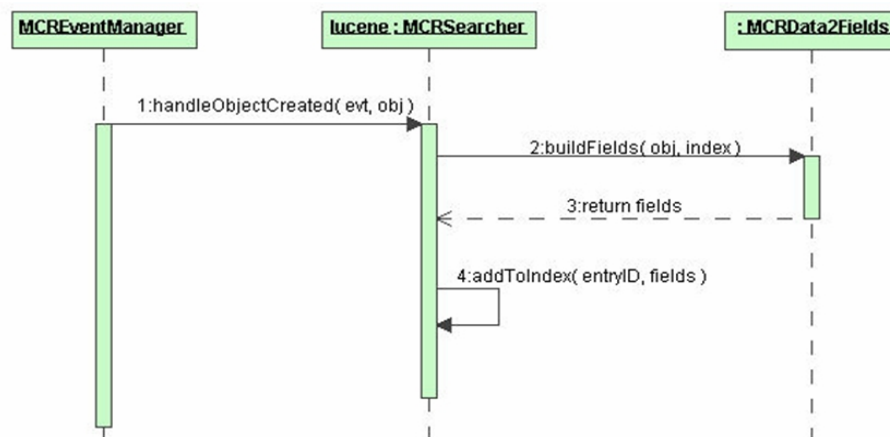 MCREventManager
lucene : MCRSearcher
: MCRData2Fields
1:handleObjectCreated( evt, obj )
2:buildFields( obj, index )
3:return fields
4:addToIndex( entryID, fields )